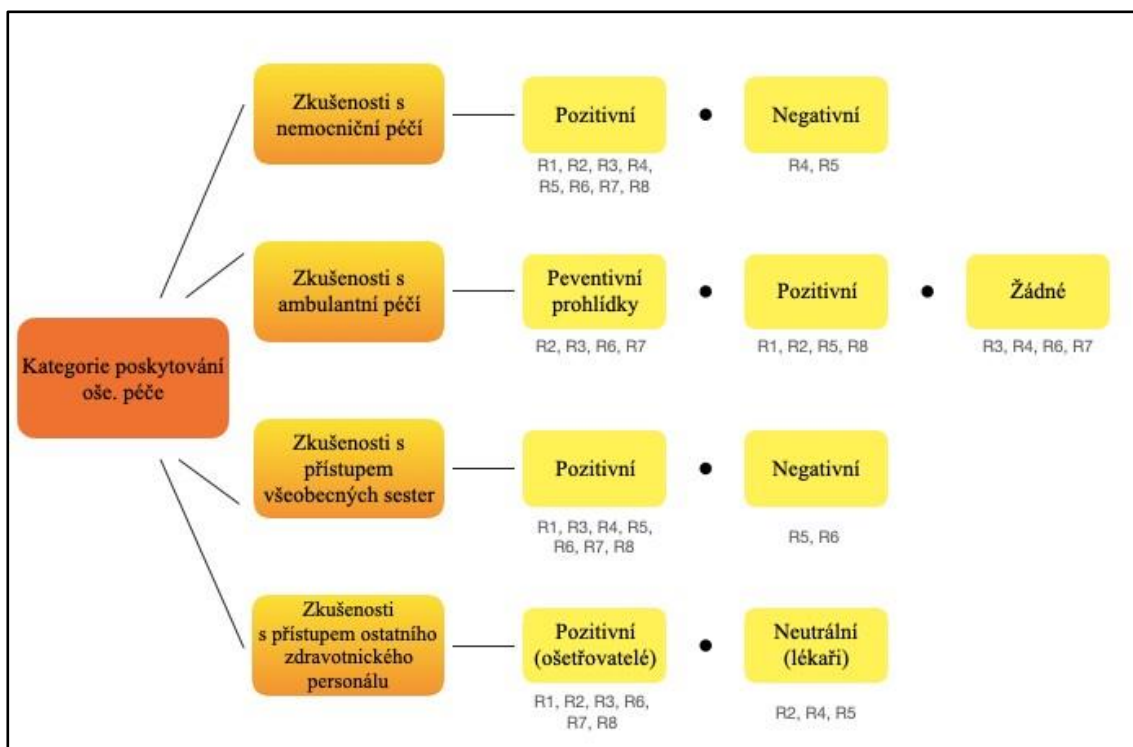 Zkušenosti s
nemocniční péčí
Pozitivní
Negativní
R1, R2, R3, R4,
R5, R6, R7, R8
R4, R5
Zkušenosti s
ambulantní péčí
Peventivní
prohlídky
Pozitivní
Žádné
R2, R3, R6, R7
R1, R2, R5, R8
R3, R4, R6, R7
Kategorie poskytování
oše. péče
Zkušenosti s
přístupem
všeobecných sester
Pozitivní
Negativní
R1, R3, R4, R5,
R6, R7, R8
R5, R6
Zkušenosti
s přístupem ostatního
zdravotnického
personálu
Pozitivní
(ošetřovatelé)
Neutrální
(lékaři)
R1, R2, R3, R6,
R7, R8
R2, R4, R5